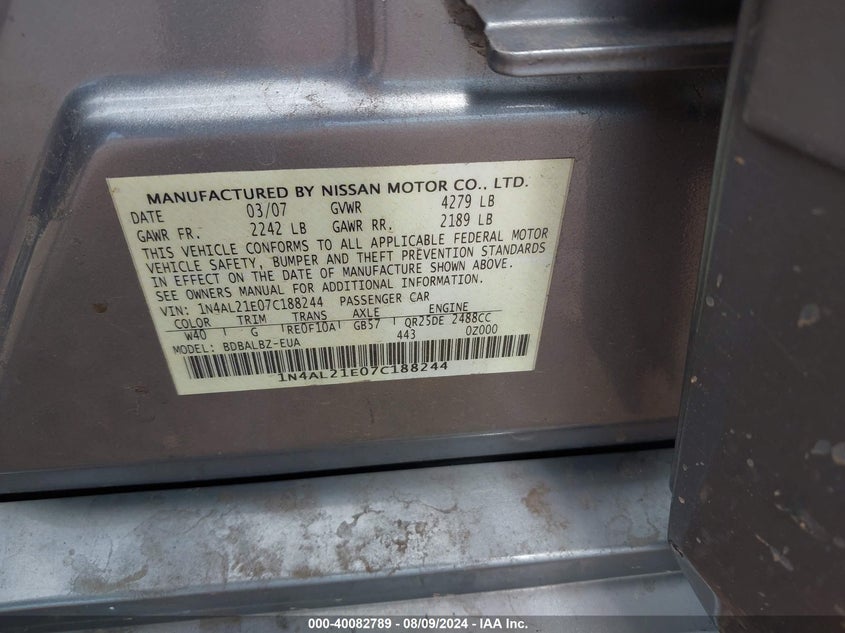 MANUFACTURED BY NISSAN MOTOR CO., LTD.
DATE 03/07 GVWR 4279 LB
GAWR FR. 2242 LB GAWR RR. 2189 LB
THIS VEHICLE CONFORMS TO ALL APPLICABLE FEDERAL MOTOR
VEHICLE SAFETY, BUMPER AND THEFT PREVENTION STANDARDS
IN EFFECT ON THE DATE OF MANUFACTURE SHOWN ABOVE.
SEE OWNERS MANUAL FOR ADDITIONAL INFORMATION.
VIN: 1N4AL21E07C188244 PASSENGER CAR
COLOR TRIM TRANS AXLE ENGINE
W40 G RE0F10A GB57 QR25DE 2488CC
MODEL: BDBALBZ-EUA 443 0Z000
1N4AL21E07C188244
000-40082789 - 08/09/2024 - IAA Inc.